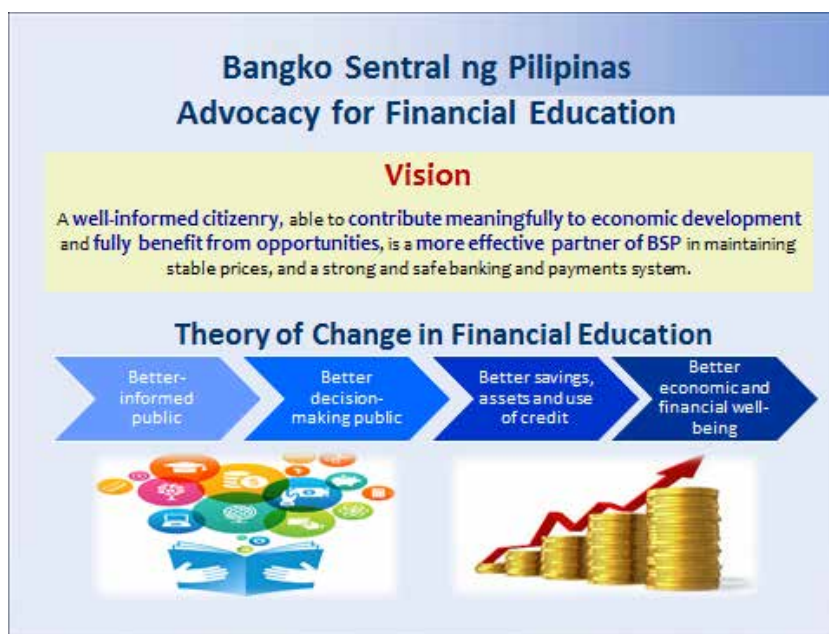 Bangko Sentral ng Pilipinas
Advocacy for Financial Education
Vision
A well-informed citizenry, able to contribute meaningfully to economic development
and fully benefit from opportunities, is a more effective partner of BSP in maintaining
stable prices, and a strong and safe banking and payments system.
Theory of Change in Financial Education
Better-
informed
public
Better
decision-
making public
Better savings,
assets and use
of credit
Better
economic and
financial well-
being